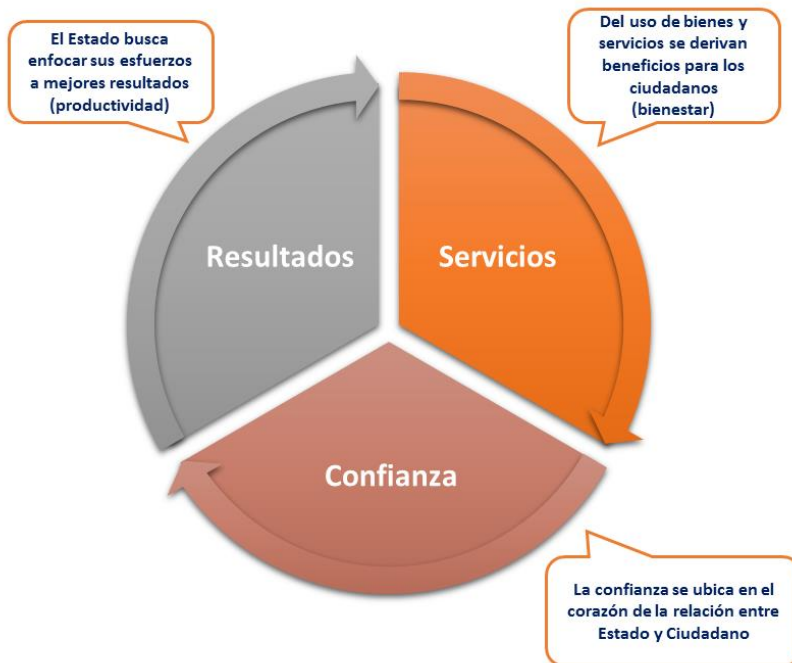 El Estado busca
enfocar sus esfuerzos
a mejores resultados
(productividad)
Del uso de bienes y
servicios se derivan
beneficios para los
ciudadanos
(bienestar)
Resultados
Servicios
Confianza
La confianza se ubica en el
corazón de la relación entre
Estado y Ciudadano